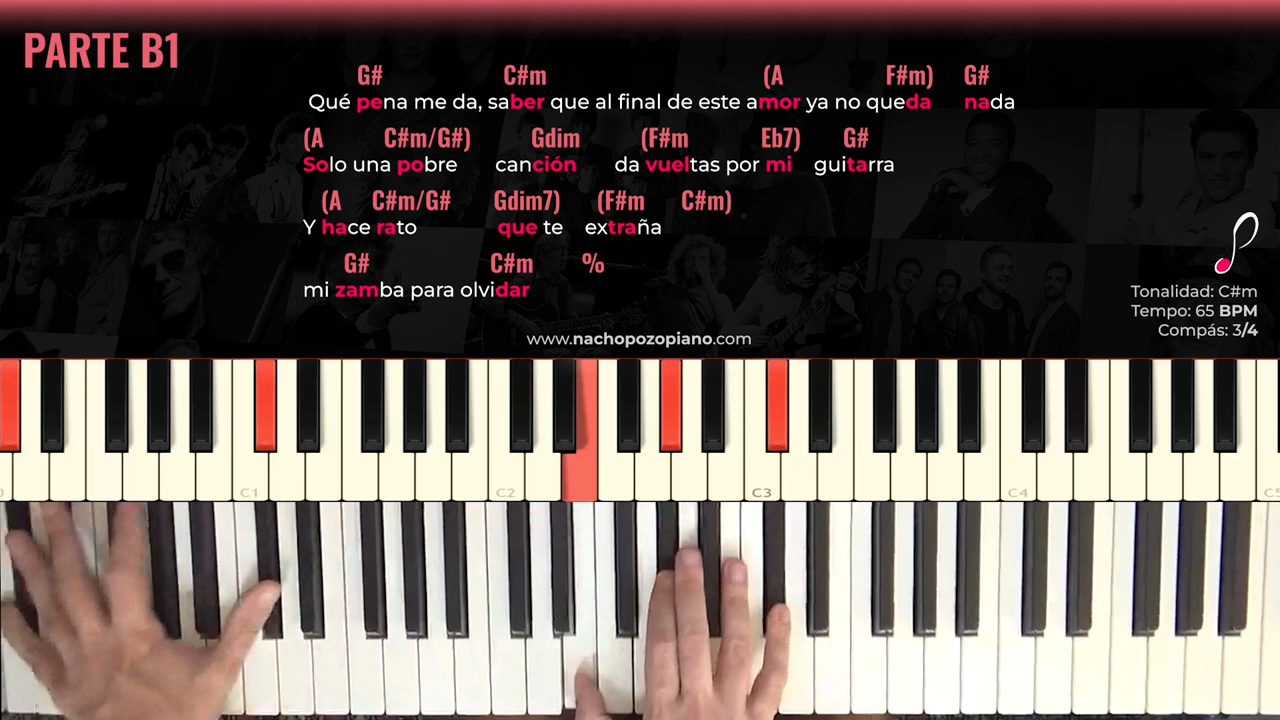 PARTE B1
G# C#m (A F#m) G#
Qué pena me da, saber que al final de este amor ya no queda nada
(A C#m/G#) Gdim (F#m Eb7) G#
Solo una pobre canción da vueltas por mi guitarra
(A C#m/G# Gdim7) (F#m C#m)
Y hace rato que te extraña
G# C#m %
mi zamba para olvidar
Tonalidad: C#m
Tempo: 65 BPM
Compás: 3/4
www.nachopozopiano.com
C1 C2 C3 C4